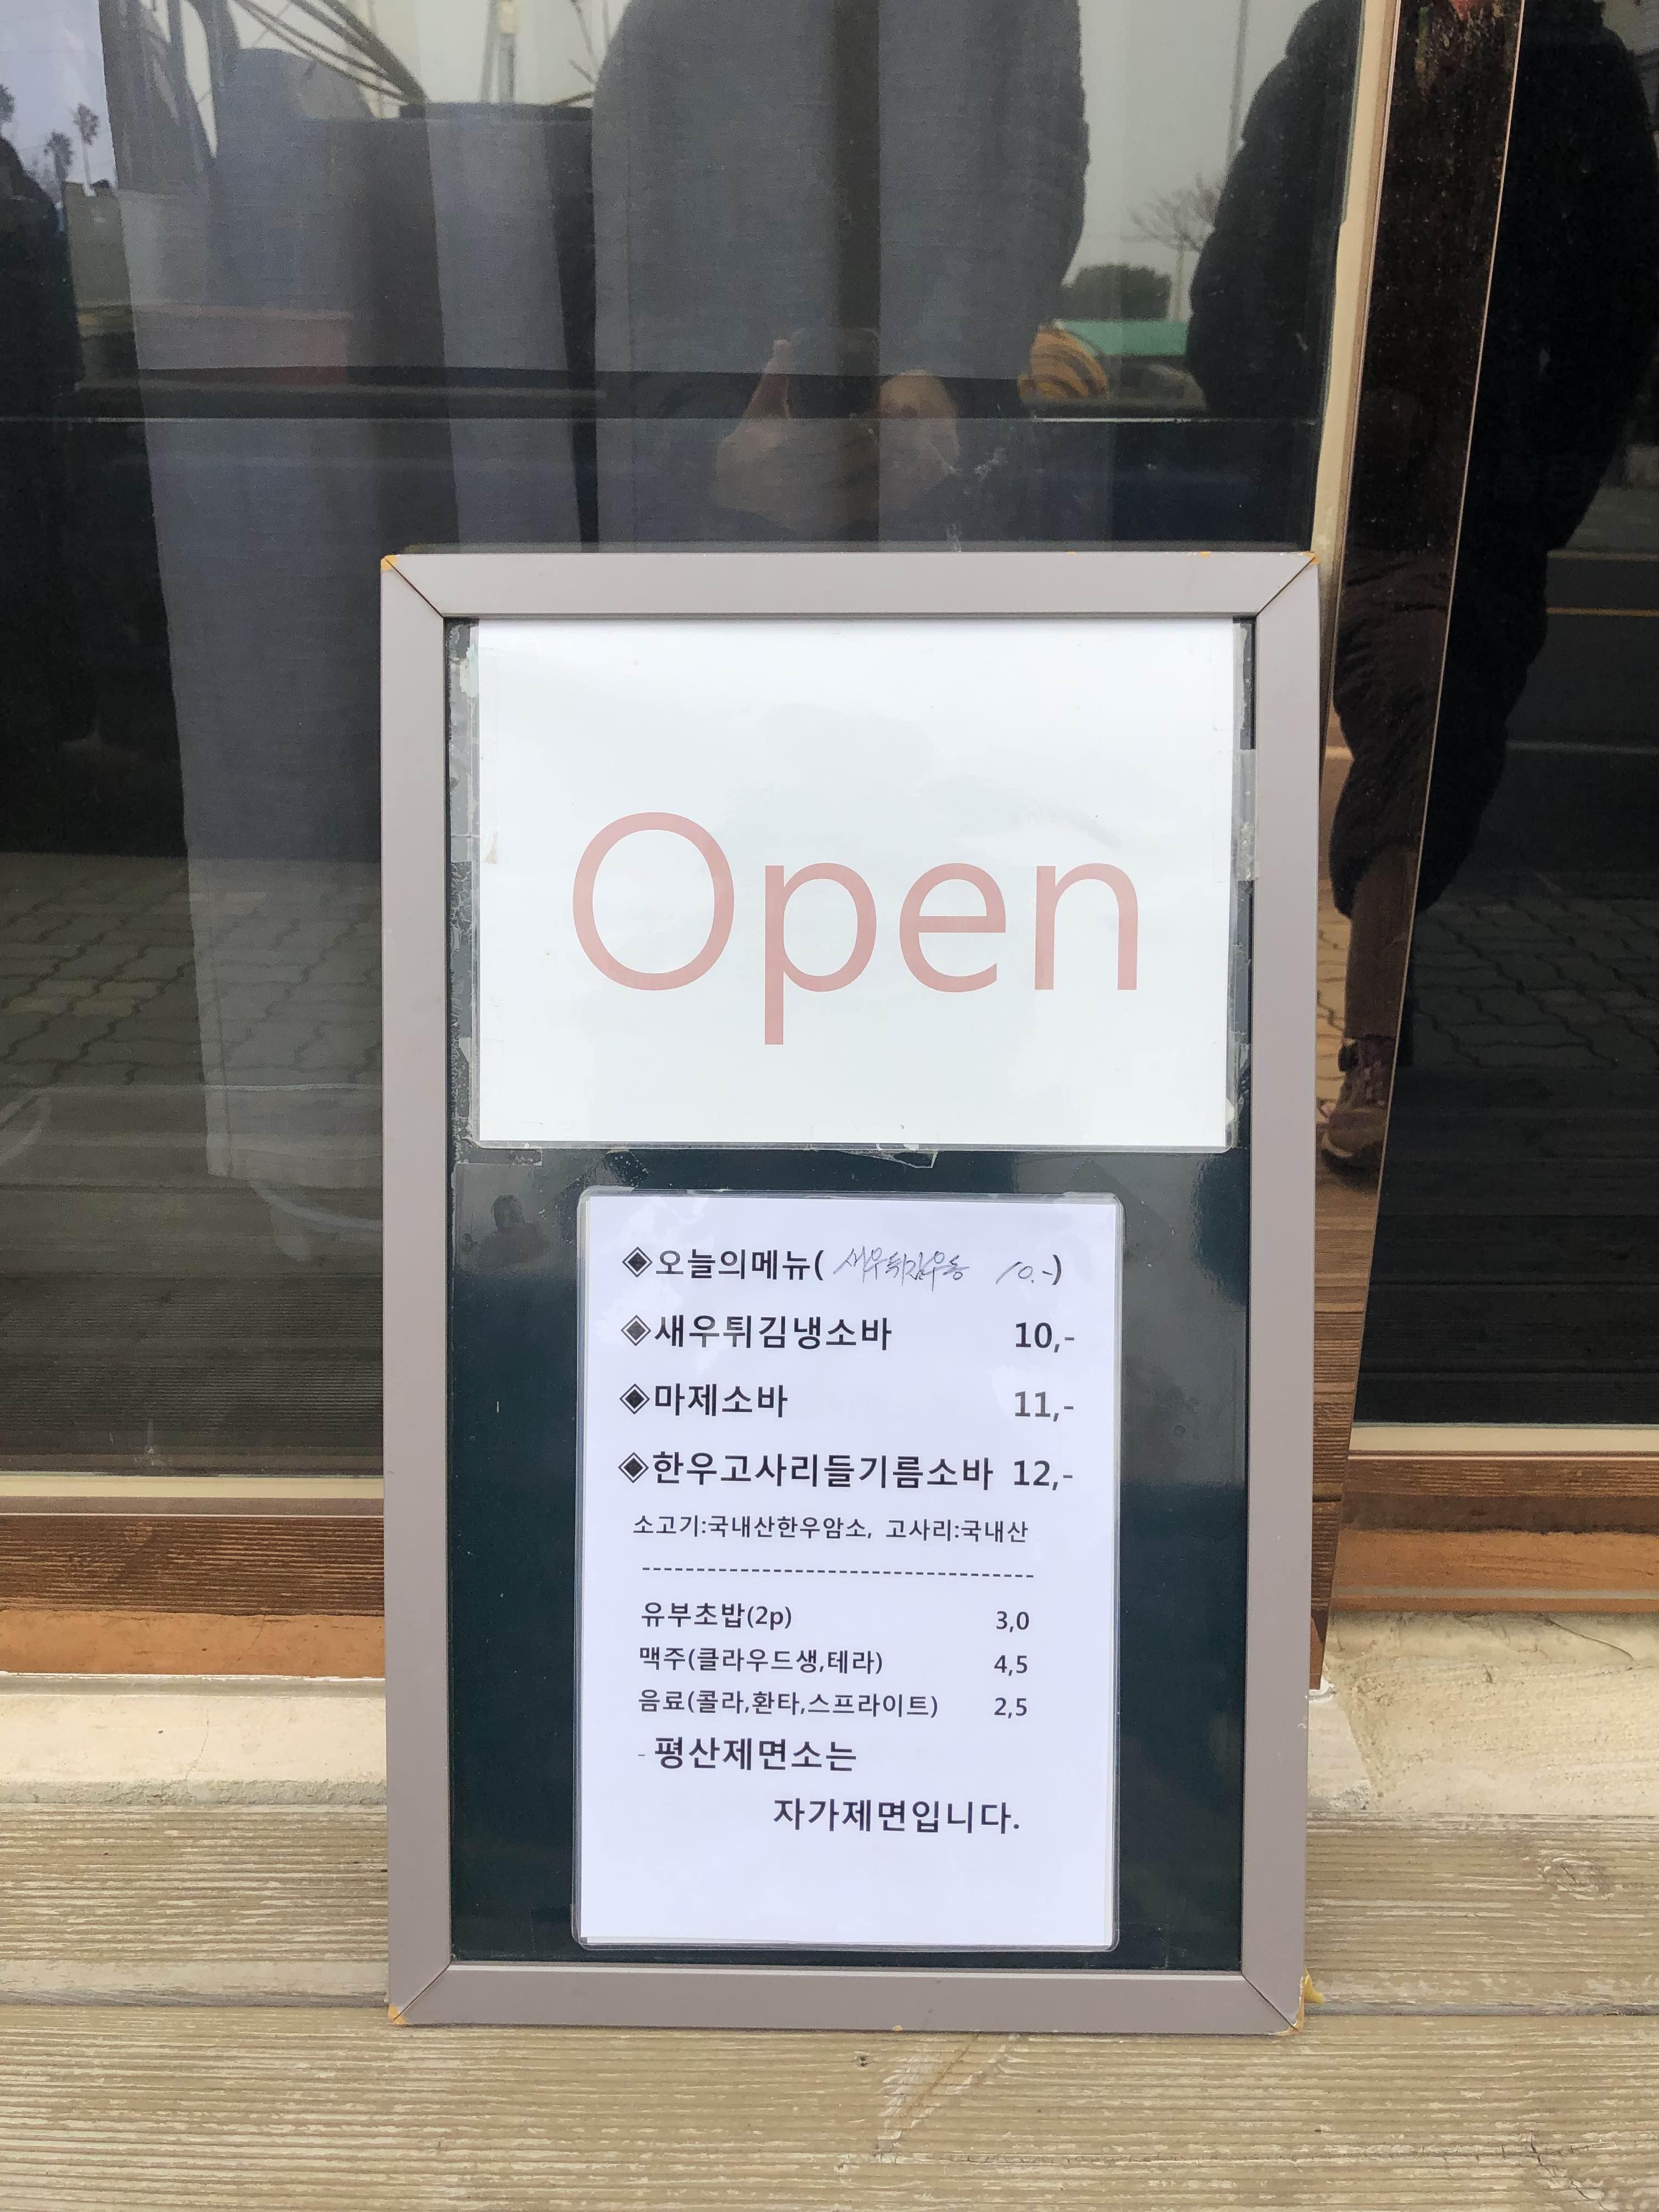 Open
◈오늘의메뉴( 새우튀김우동 10.-)
◈새우튀김냉소바 10,-
◈마제소바 11,-
◈한우고사리들기름소바 12,-
소고기:국내산한우암소, 고사리:국내산
------------------------------------
유부초밥(2p) 3,0
맥주(클라우드생,테라) 4,5
음료(콜라,환타,스프라이트) 2,5
- 평산제면소는
자가제면입니다.